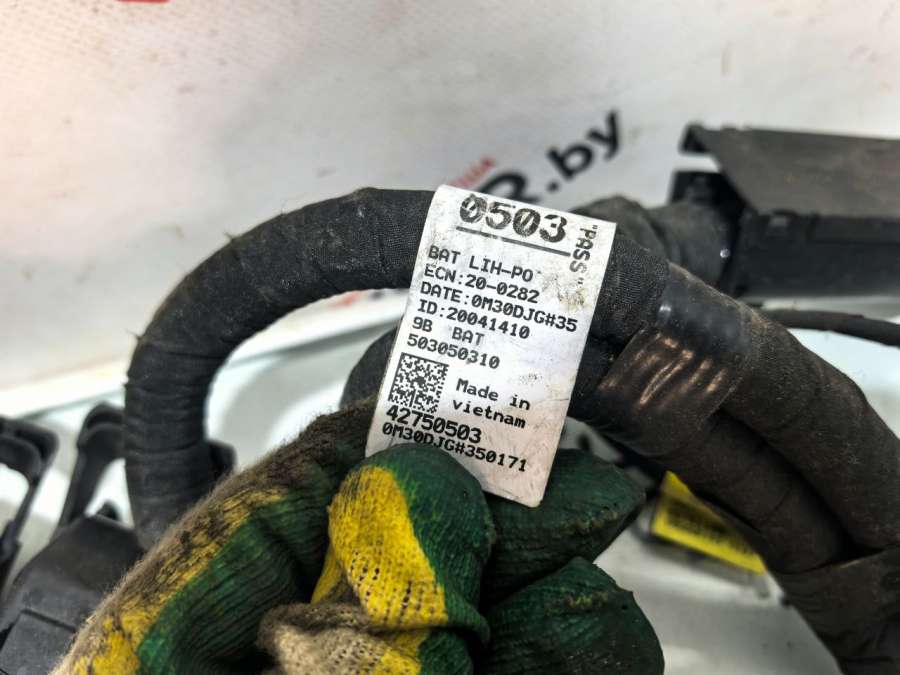 0503
"PASS"
BAT LIH-PO
ECN:20-0282
DATE:0M30DJG#35
ID:20041410
9B BAT
503050310
Made in
vietnam
42750503
0M30DJG#350171
R.by